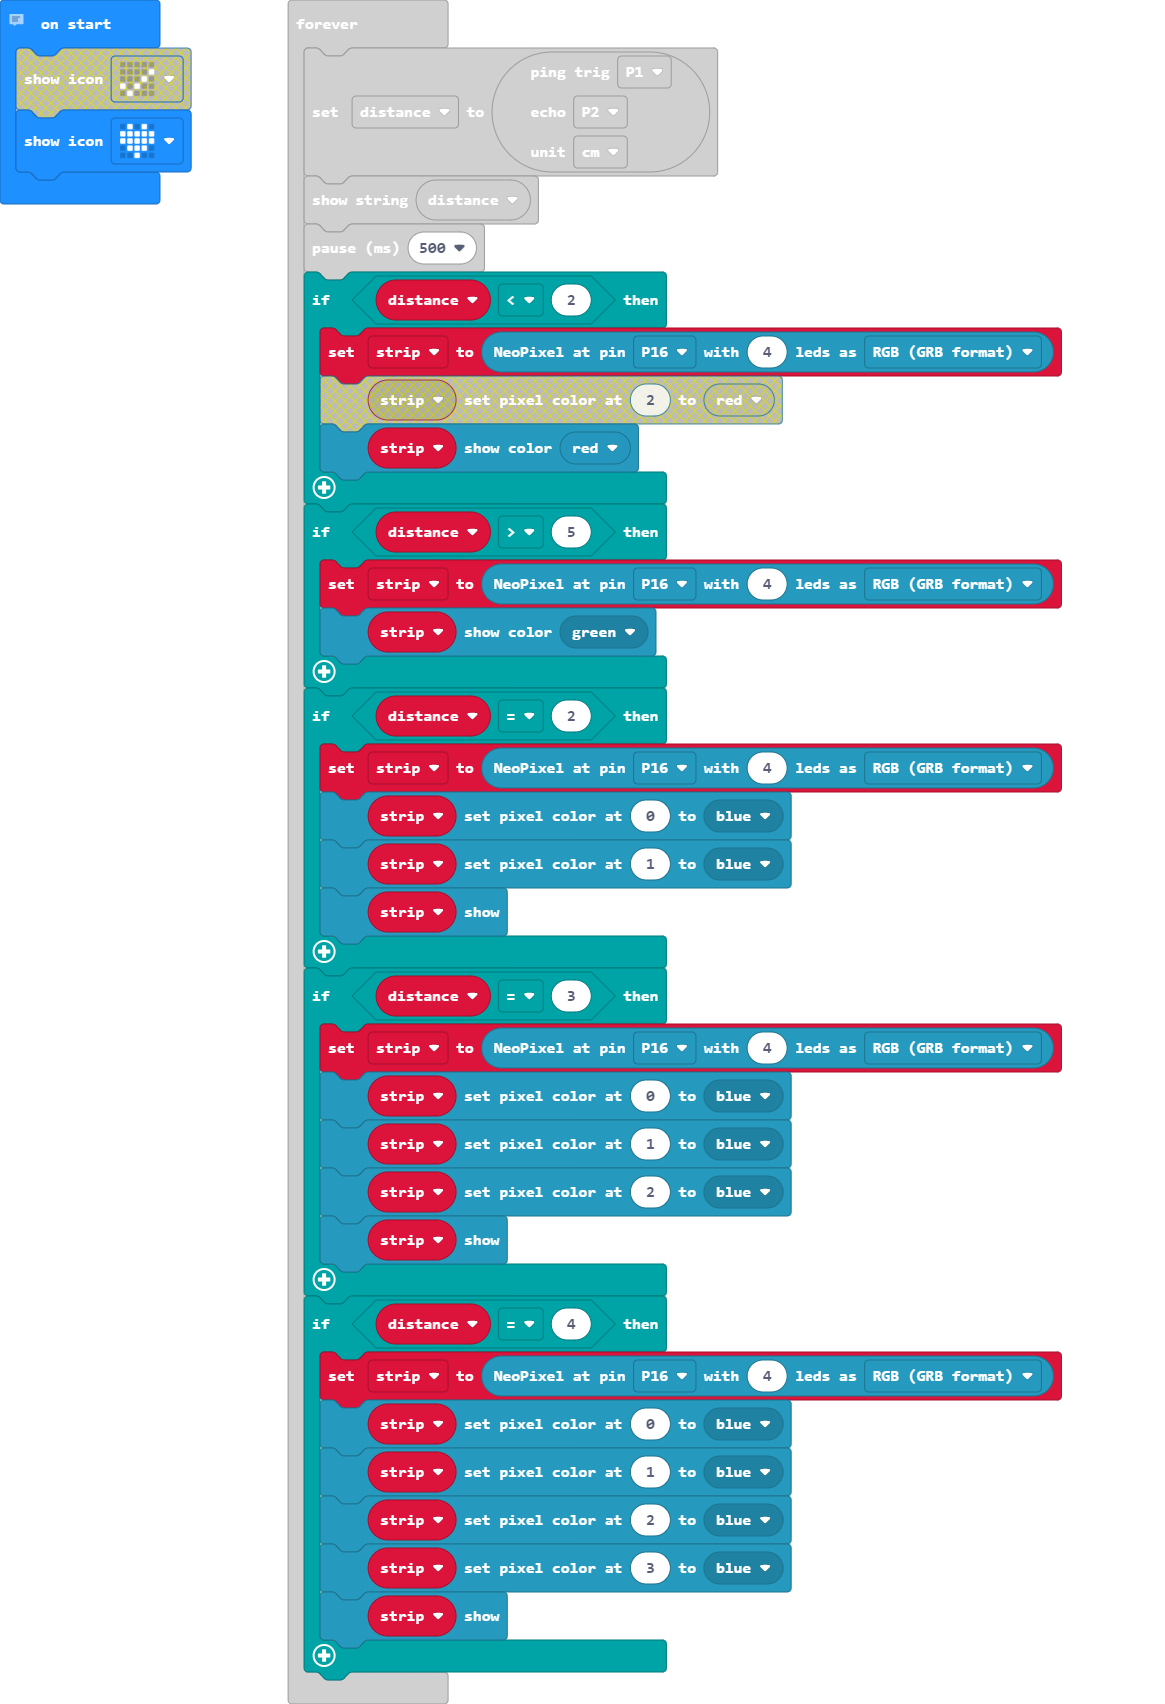 on start
show icon
show icon
forever
ping trig P1
set distance to
echo P2
unit cm
show string distance
pause (ms) 500
if distance < 2 then
set strip to NeoPixel at pin P16 with 4 leds as RGB (GRB format)
strip set pixel color at 2 to red
strip show color red
if distance > 5 then
set strip to NeoPixel at pin P16 with 4 leds as RGB (GRB format)
strip show color green
if distance = 2 then
set strip to NeoPixel at pin P16 with 4 leds as RGB (GRB format)
strip set pixel color at 0 to blue
strip set pixel color at 1 to blue
strip show
if distance = 3 then
set strip to NeoPixel at pin P16 with 4 leds as RGB (GRB format)
strip set pixel color at 0 to blue
strip set pixel color at 1 to blue
strip set pixel color at 2 to blue
strip show
if distance = 4 then
set strip to NeoPixel at pin P16 with 4 leds as RGB (GRB format)
strip set pixel color at 0 to blue
strip set pixel color at 1 to blue
strip set pixel color at 2 to blue
strip set pixel color at 3 to blue
strip show